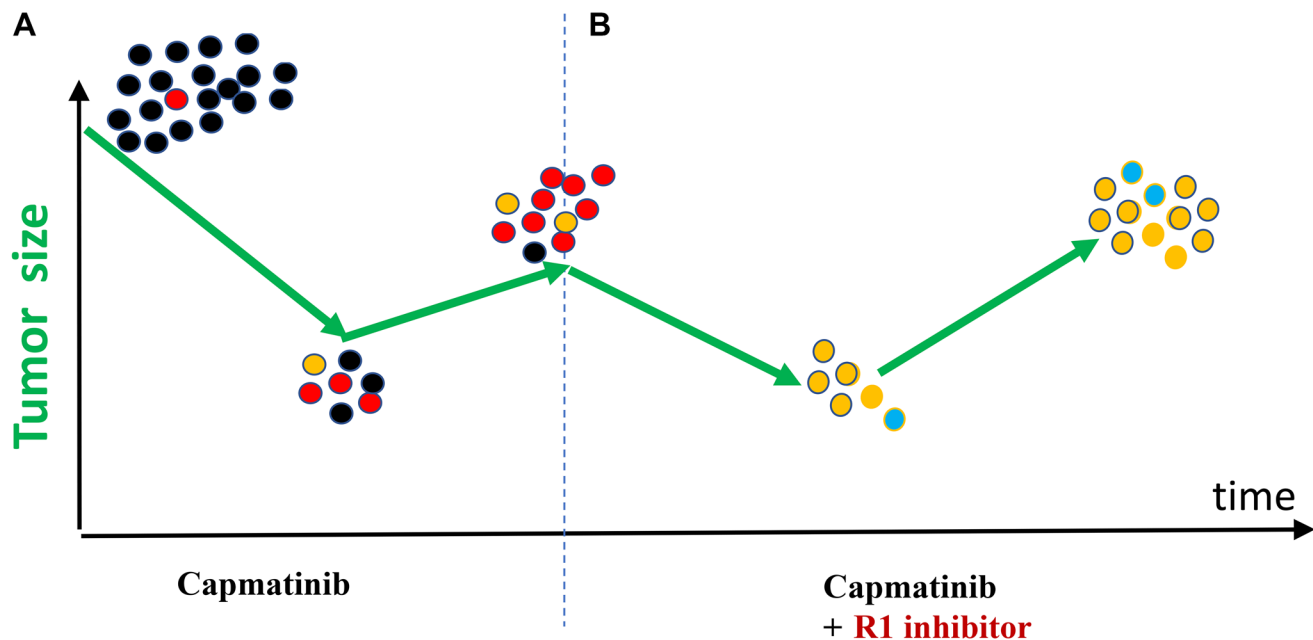 A
B
Tumor size
time
Capmatinib
Capmatinib
+ R1 inhibitor